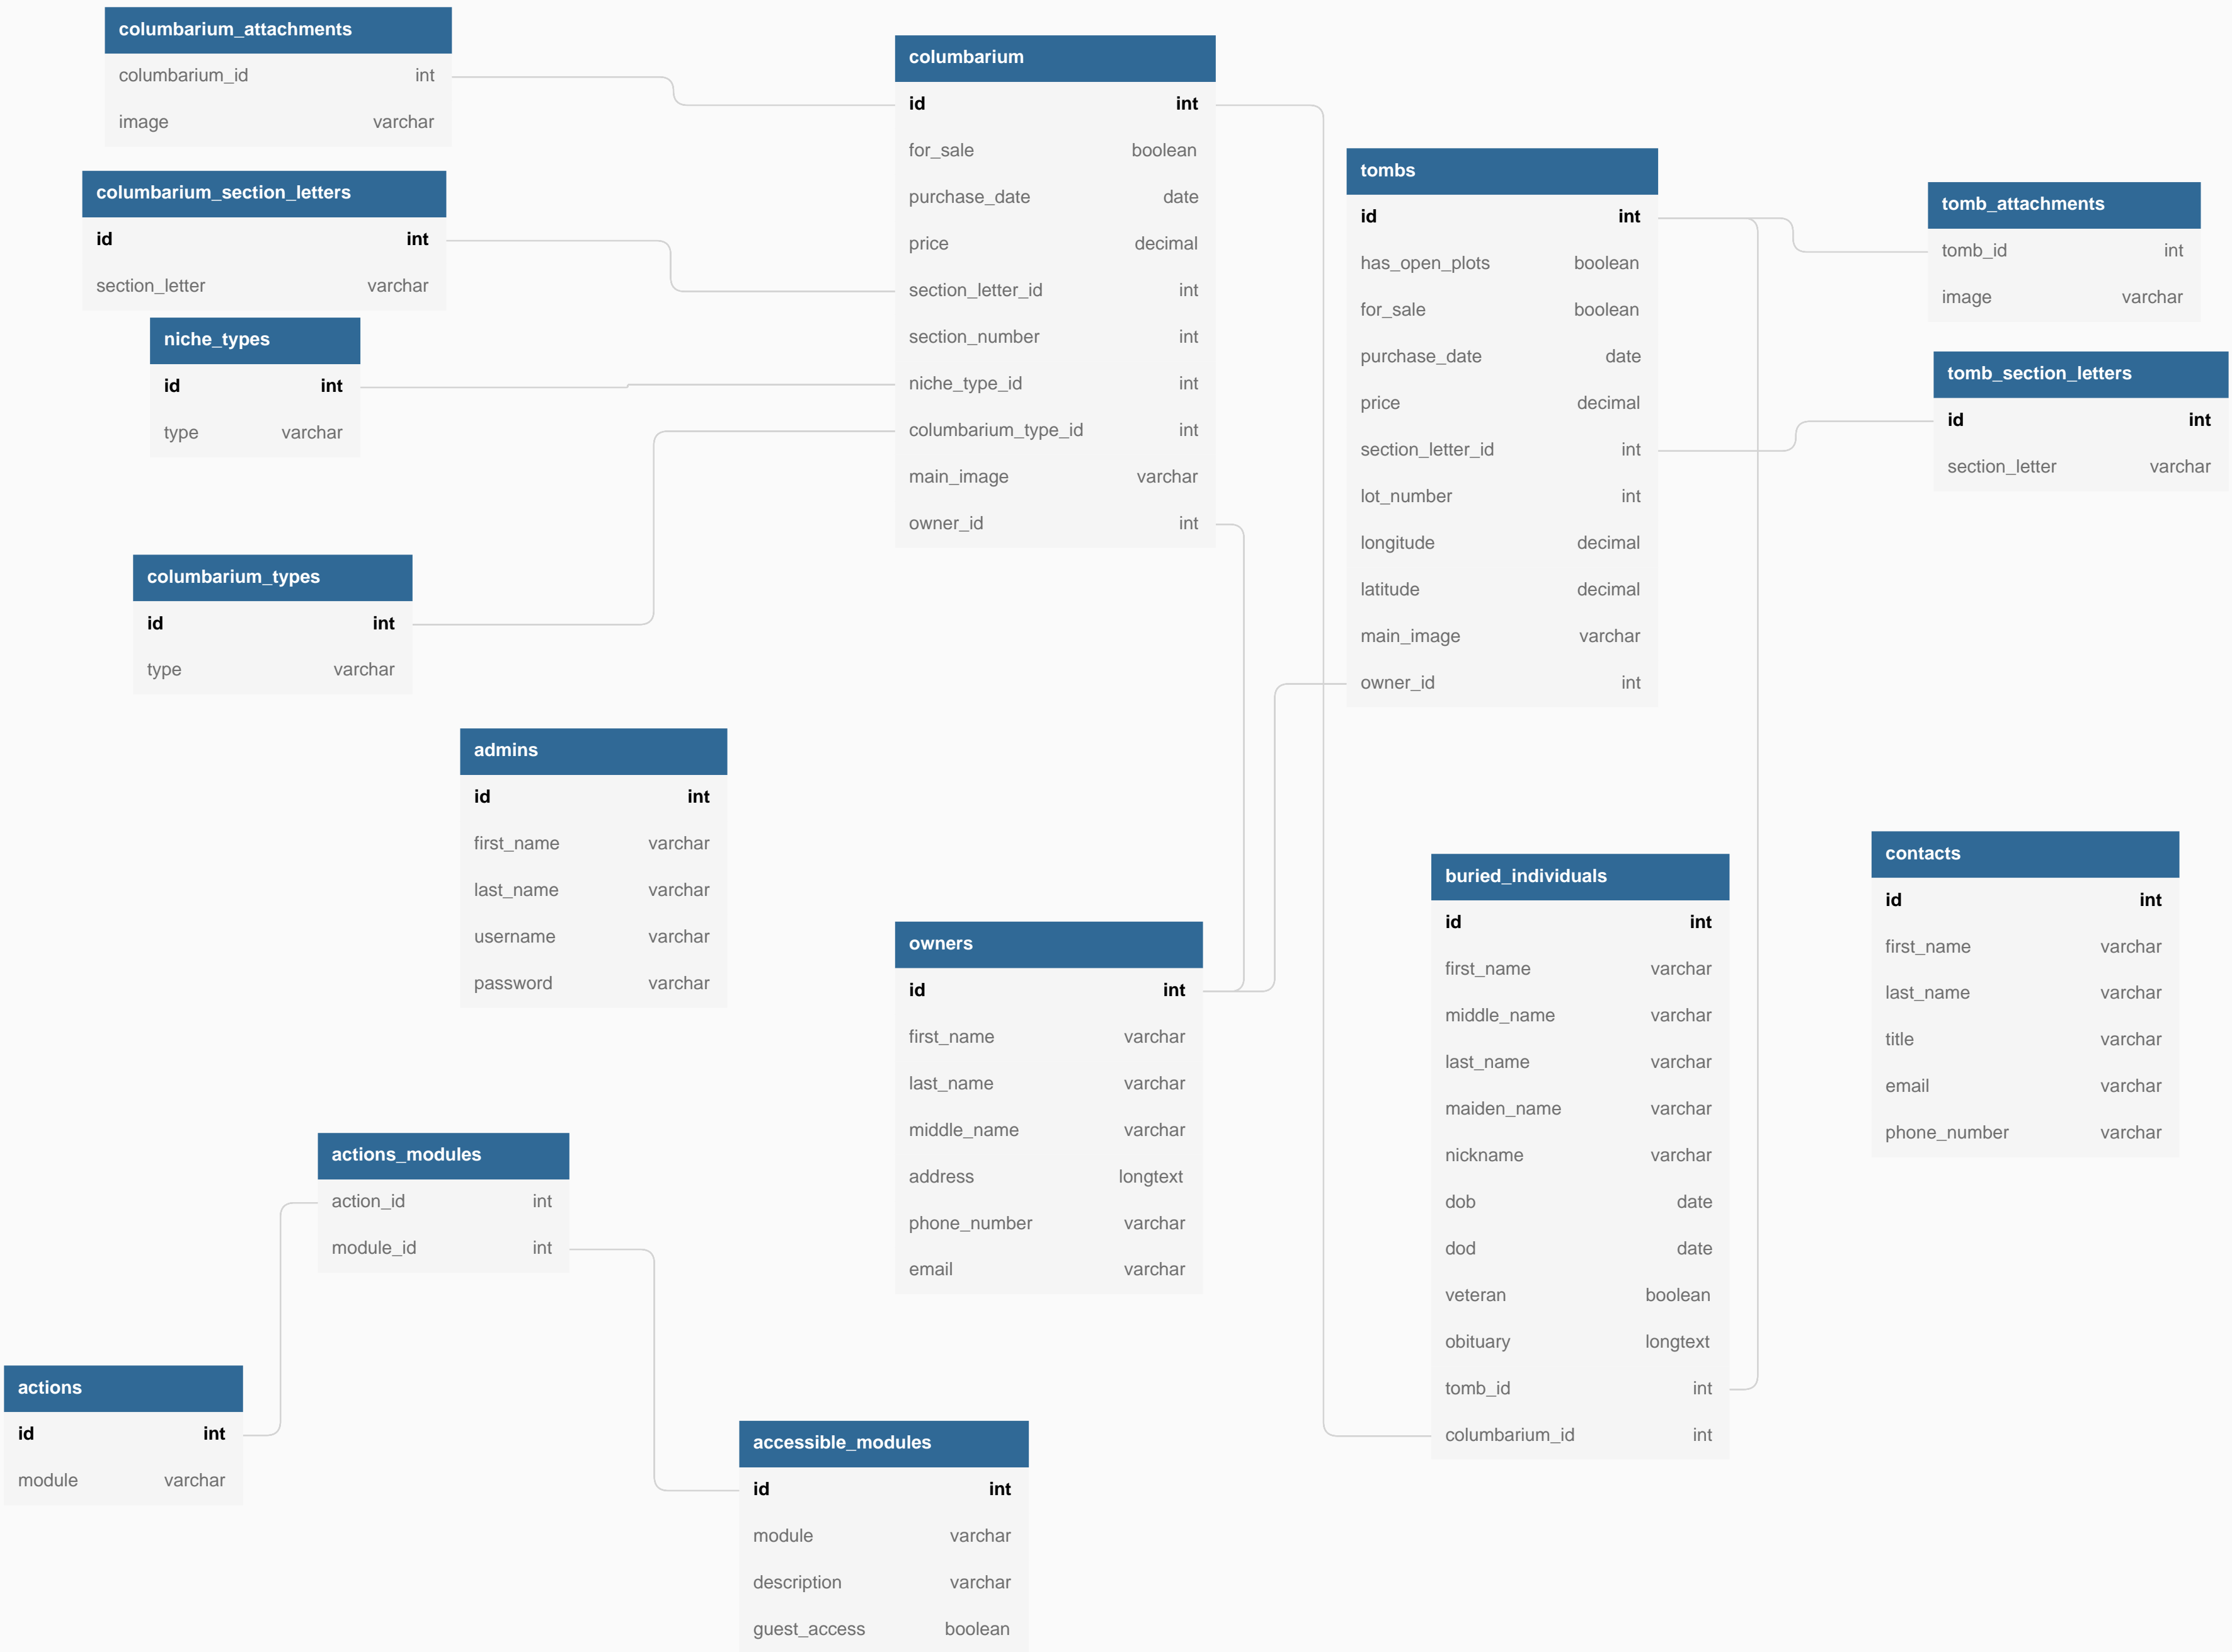 columbarium_attachments
columbarium_id int
image varchar
columbarium_section_letters
id int
section_letter varchar
niche_types
id int
type varchar
columbarium_types
id int
type varchar
columbarium
id int
for_sale boolean
purchase_date date
price decimal
section_letter_id int
section_number int
niche_type_id int
columbarium_type_id int
main_image varchar
owner_id int
tombs
id int
has_open_plots boolean
for_sale boolean
purchase_date date
price decimal
section_letter_id int
lot_number int
longitude decimal
latitude decimal
main_image varchar
owner_id int
tomb_attachments
tomb_id int
image varchar
tomb_section_letters
id int
section_letter varchar
admins
id int
first_name varchar
last_name varchar
username varchar
password varchar
owners
id int
first_name varchar
last_name varchar
middle_name varchar
address longtext
phone_number varchar
email varchar
buried_individuals
id int
first_name varchar
middle_name varchar
last_name varchar
maiden_name varchar
nickname varchar
dob date
dod date
veteran boolean
obituary longtext
tomb_id int
columbarium_id int
contacts
id int
first_name varchar
last_name varchar
title varchar
email varchar
phone_number varchar
actions_modules
action_id int
module_id int
actions
id int
module varchar
accessible_modules
id int
module varchar
description varchar
guest_access boolean